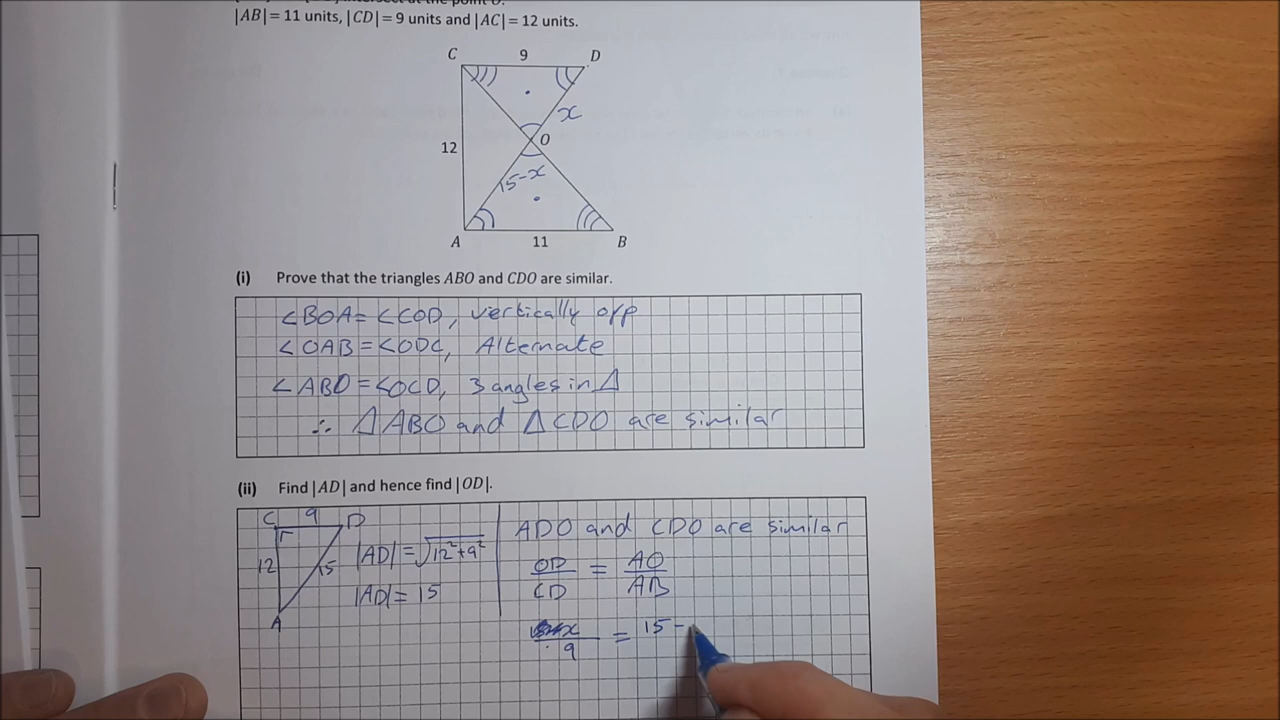 |AB| = 11 units, |CD| = 9 units and |AC| = 12 units.
C 9 D
x
12 O
15-x
A 11 B
(i) Prove that the triangles ABO and CDO are similar.
∠BOA = ∠COD, vertically opp
∠OAB = ∠ODC, Alternate
∠ABO = ∠OCD, 3 angles in Δ
∴ ΔABO and ΔCDO are similar
(ii) Find |AD| and hence find |OD|.
C 9 D
12 15
A
|AD| = √12²+9²
|AD| = 15
ADO and CDO are similar
OD/CD = AO/AB
x/9 = 15-